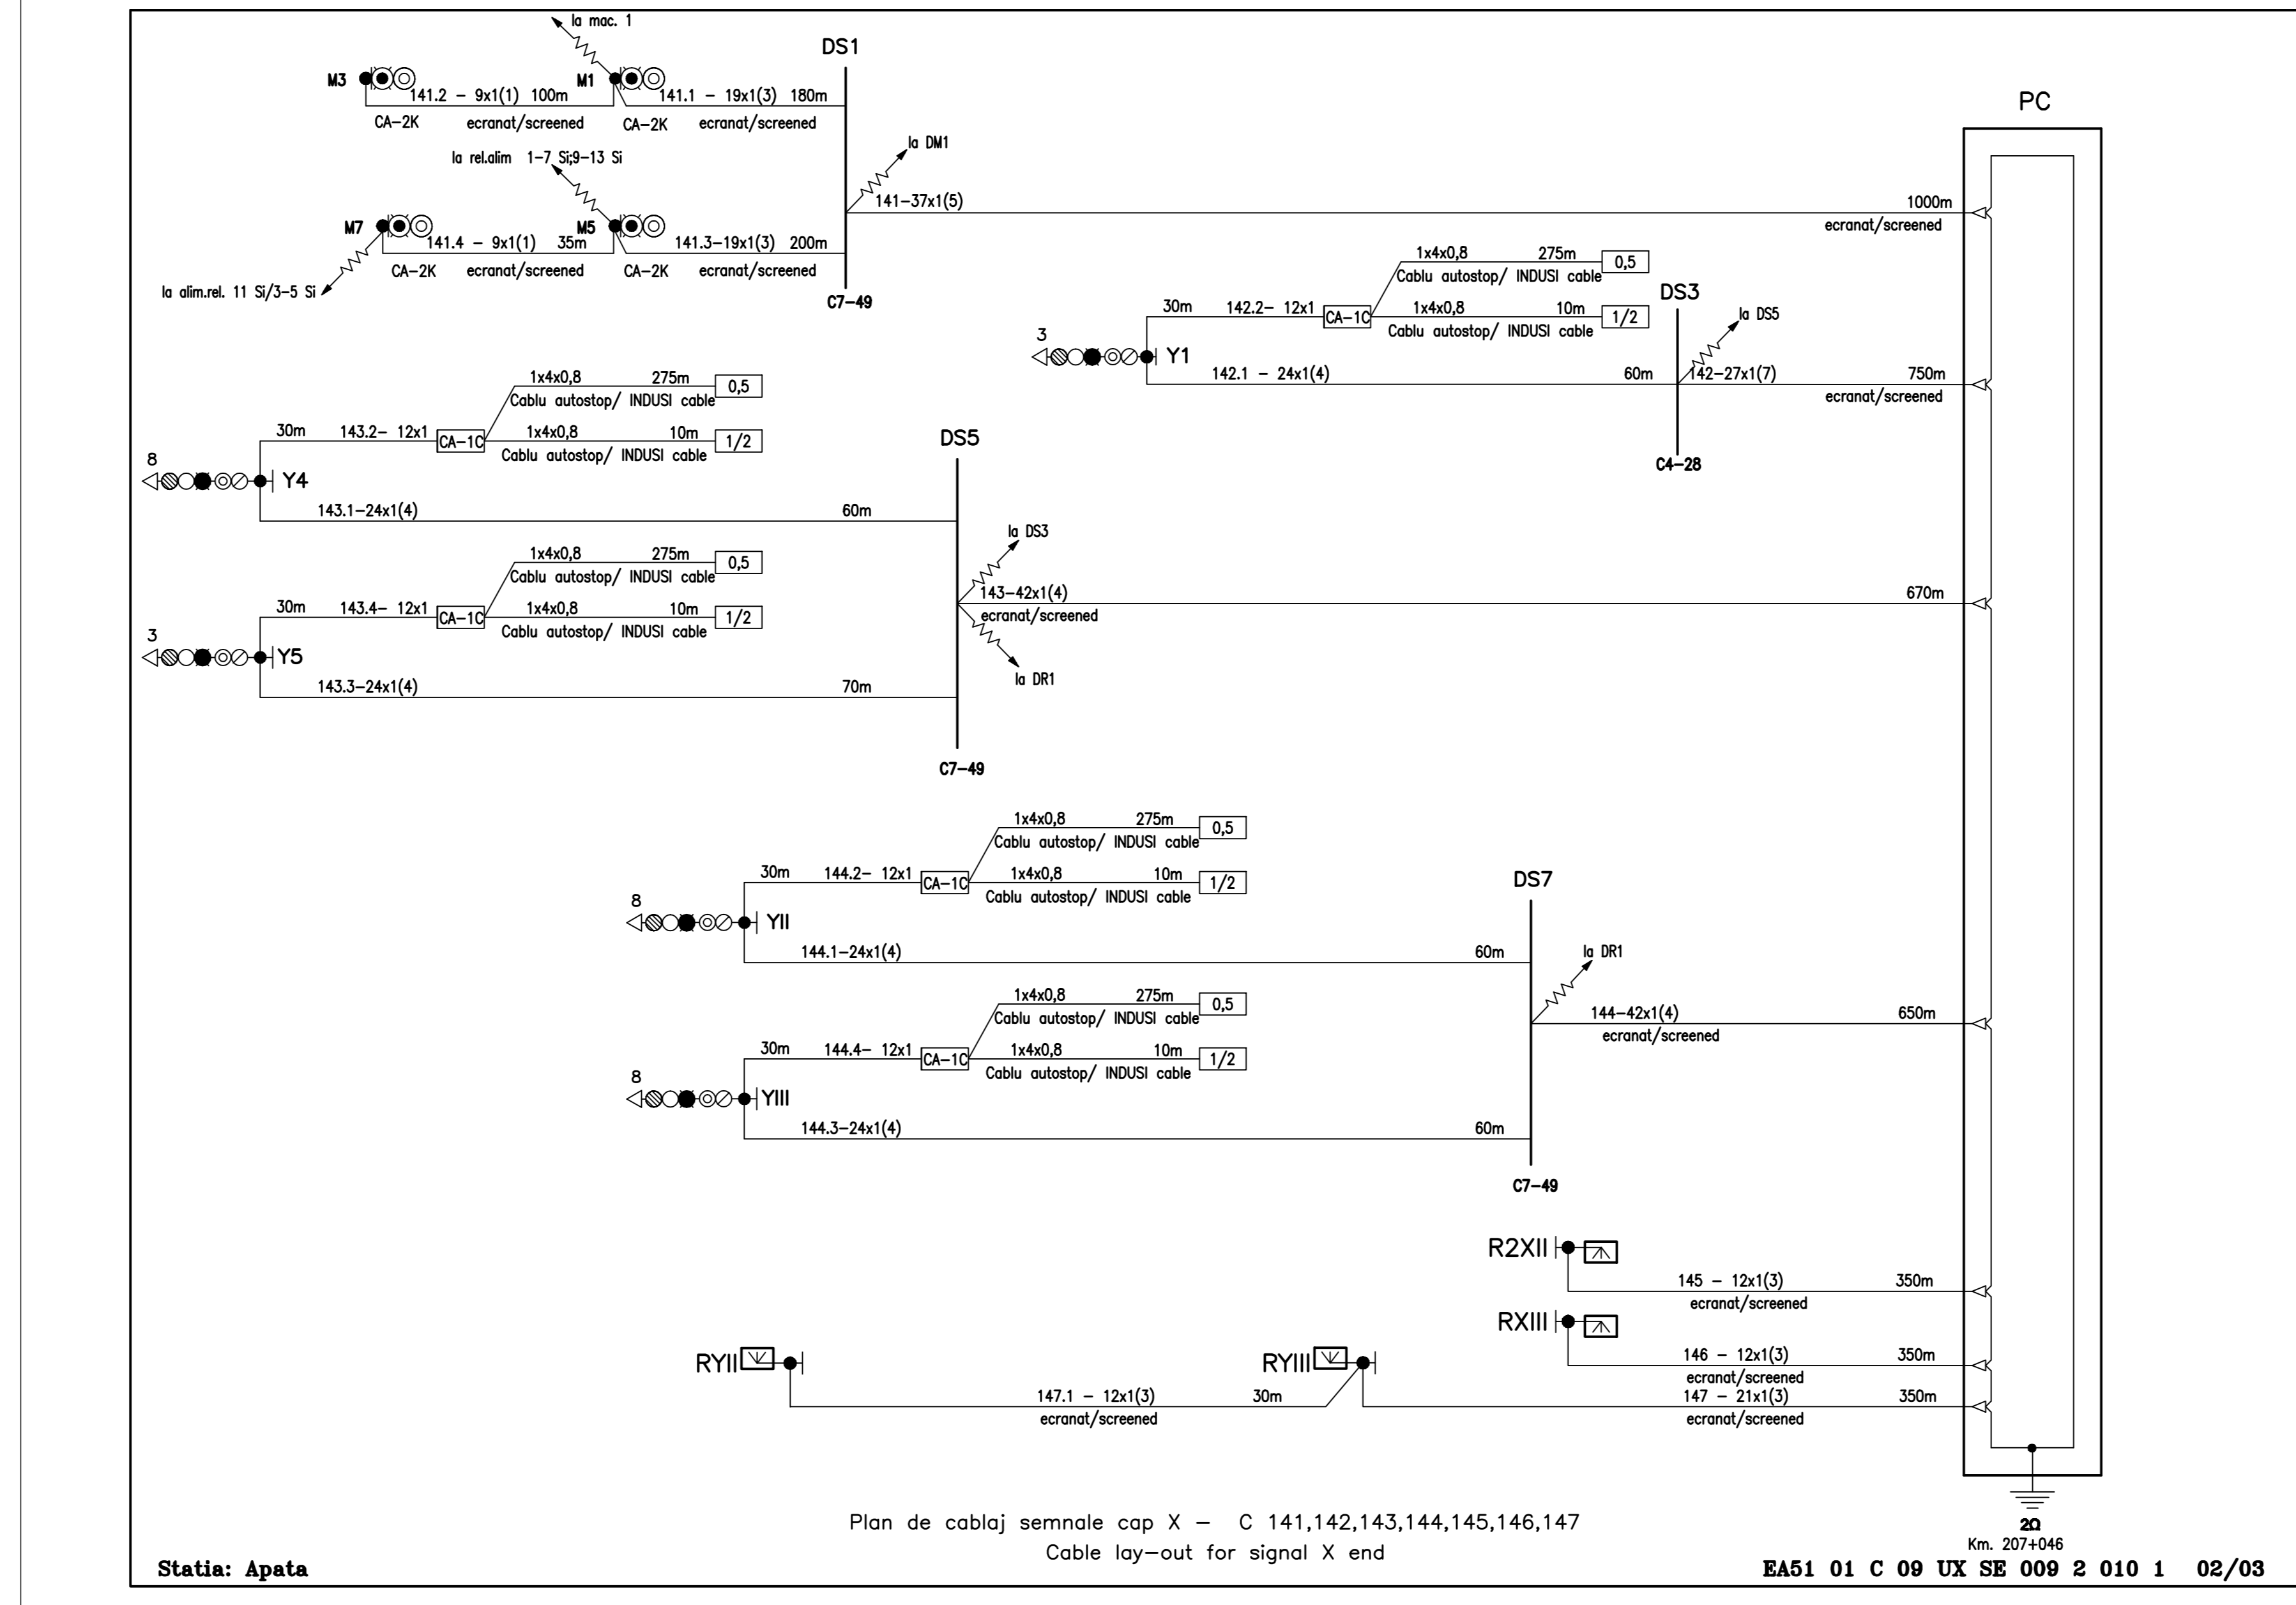 la mac. 1
DS1
M3
M1
141.2 - 9x1(1) 100m
141.1 - 19x1(3) 180m
CA-2K
ecranat/screened
CA-2K
ecranat/screened
la rel.alim 1-7 Si;9-13 Si
la DM1
141-37x1(5)
1000m
ecranat/screened
M7
M5
141.4 - 9x1(1) 35m
141.3-19x1(3) 200m
CA-2K
ecranat/screened
CA-2K
ecranat/screened
la alim.rel. 11 Si/3-5 Si
C7-49
PC
1x4x0,8 275m
0,5
Cablu autostop/ INDUSI cable
DS3
30m
142.2- 12x1
CA-1C
1x4x0,8 10m
1/2
Cablu autostop/ INDUSI cable
la DS5
3
Y1
142.1 - 24x1(4)
60m
142-27x1(7)
750m
ecranat/screened
C4-28
1x4x0,8 275m
0,5
Cablu autostop/ INDUSI cable
30m
143.2- 12x1
CA-1C
1x4x0,8 10m
1/2
Cablu autostop/ INDUSI cable
DS5
8
Y4
143.1-24x1(4)
60m
la DS3
1x4x0,8 275m
0,5
Cablu autostop/ INDUSI cable
143-42x1(4)
670m
ecranat/screened
30m
143.4- 12x1
CA-1C
1x4x0,8 10m
1/2
Cablu autostop/ INDUSI cable
3
Y5
la DR1
143.3-24x1(4)
70m
C7-49
1x4x0,8 275m
0,5
Cablu autostop/ INDUSI cable
30m
144.2- 12x1
CA-1C
1x4x0,8 10m
1/2
Cablu autostop/ INDUSI cable
DS7
8
YII
144.1-24x1(4)
60m
la DR1
1x4x0,8 275m
0,5
Cablu autostop/ INDUSI cable
144-42x1(4)
650m
ecranat/screened
30m
144.4- 12x1
CA-1C
1x4x0,8 10m
1/2
Cablu autostop/ INDUSI cable
8
YIII
144.3-24x1(4)
60m
C7-49
R2XII
145 - 12x1(3)
350m
ecranat/screened
RXIII
146 - 12x1(3)
350m
ecranat/screened
RYII
RYIII
147.1 - 12x1(3)
30m
ecranat/screened
147 - 21x1(3)
350m
ecranat/screened
2Ω
Km. 207+046
Plan de cablaj semnale cap X - C 141,142,143,144,145,146,147
Cable lay-out for signal X end
Statia: Apata
EA51 01 C 09 UX SE 009 2 010 1 02/03